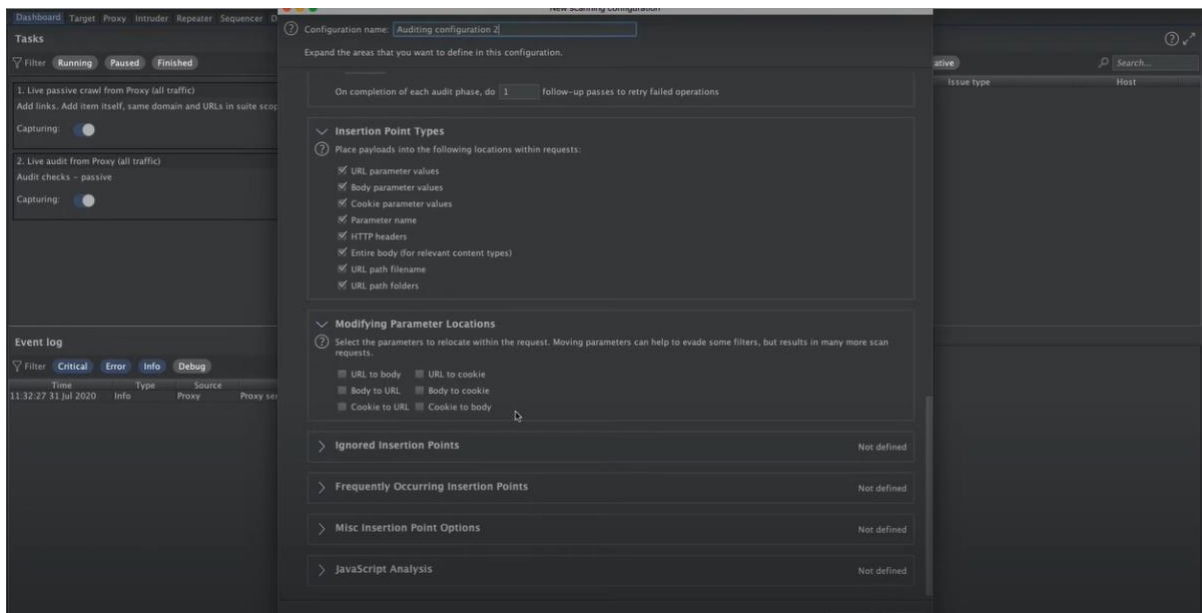 New scanning configuration
Dashboard Target Proxy Intruder Repeater Sequencer D
Tasks
Filter Running Paused Finished
1. Live passive crawl from Proxy (all traffic)
Add links. Add item itself, same domain and URLs in suite scop
Capturing:
2. Live audit from Proxy (all traffic)
Audit checks - passive
Capturing:
Event log
Filter Critical Error Info Debug
Time Type Source
11:32:27 31 Jul 2020 Info Proxy Proxy ser
Configuration name: Auditing configuration 2
Expand the areas that you want to define in this configuration.
On completion of each audit phase, do 1 follow-up passes to retry failed operations
Insertion Point Types
Place payloads into the following locations within requests:
URL parameter values
Body parameter values
Cookie parameter values
Parameter name
HTTP headers
Entire body (for relevant content types)
URL path filename
URL path folders
Modifying Parameter Locations
Select the parameters to relocate within the request. Moving parameters can help to evade some filters, but results in many more scan
requests.
URL to body URL to cookie
Body to URL Body to cookie
Cookie to URL Cookie to body
Ignored Insertion Points Not defined
Frequently Occurring Insertion Points Not defined
Misc Insertion Point Options Not defined
JavaScript Analysis Not defined
ative Search...
Issue type Host